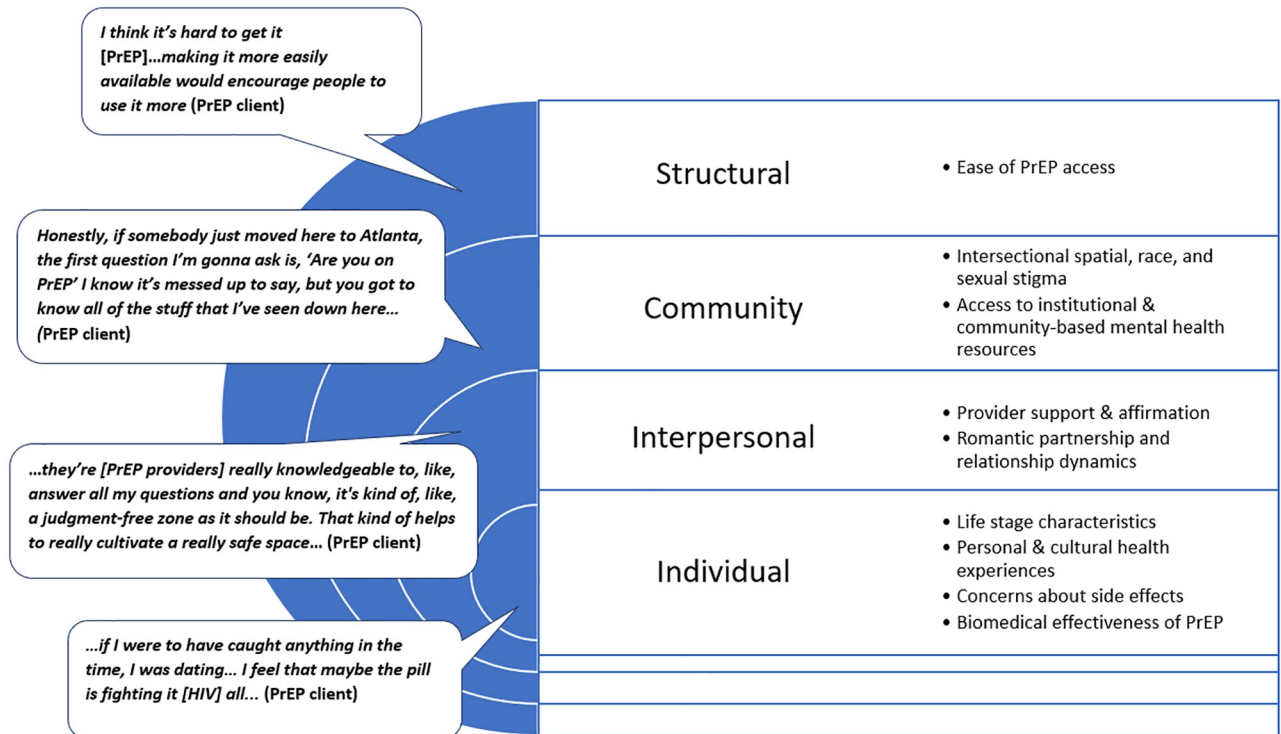 I think it's hard to get it
[PrEP]...making it more easily
available would encourage people to
use it more (PrEP client)
Structural
• Ease of PrEP access
Honestly, if somebody just moved here to Atlanta,
the first question I'm gonna ask is, 'Are you on
PrEP' I know it's messed up to say, but you got to
know all of the stuff that I've seen down here...
(PrEP client)
Community
• Intersectional spatial, race, and
sexual stigma
• Access to institutional &
community-based mental health
resources
...they're [PrEP providers] really knowledgeable to, like,
answer all my questions and you know, it's kind of, like,
a judgment-free zone as it should be. That kind of helps
to really cultivate a really safe space... (PrEP client)
Interpersonal
• Provider support & affirmation
• Romantic partnership and
relationship dynamics
...if I were to have caught anything in the
time, I was dating... I feel that maybe the pill
is fighting it [HIV] all... (PrEP client)
Individual
• Life stage characteristics
• Personal & cultural health
experiences
• Concerns about side effects
• Biomedical effectiveness of PrEP